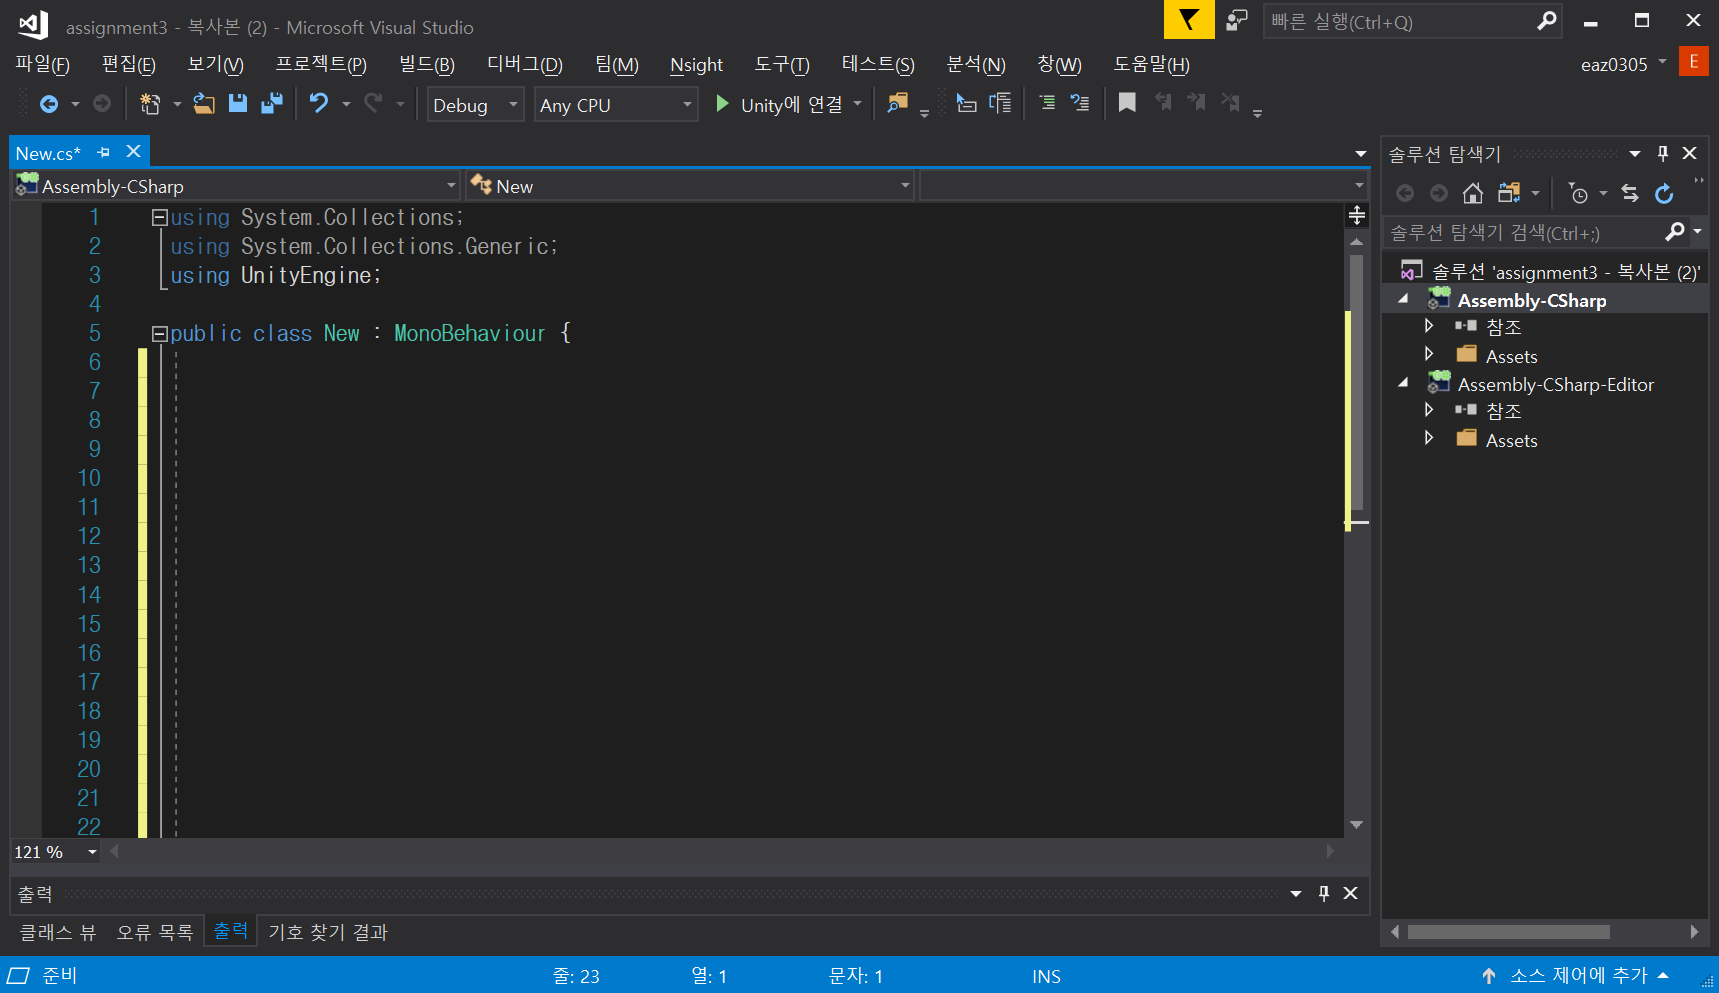 assignment3 - 복사본 (2) - Microsoft Visual Studio
빠른 실행(Ctrl+Q)
파일(F) 편집(E) 보기(V) 프로젝트(P) 빌드(B) 디버그(D) 팀(M) Nsight 도구(T) 테스트(S) 분석(N) 창(W) 도움말(H)
eaz0305 E
Debug Any CPU Unity에 연결
New.cs*
솔루션 탐색기
Assembly-CSharp New
솔루션 탐색기 검색(Ctrl+;)
솔루션 'assignment3 - 복사본 (2)'
Assembly-CSharp
참조
Assets
Assembly-CSharp-Editor
참조
Assets
1 using System.Collections;
2 using System.Collections.Generic;
3 using UnityEngine;
4
5 public class New : MonoBehaviour {
6
7
8
9
10
11
12
13
14
15
16
17
18
19
20
21
22
121 %
출력
클래스 뷰 오류 목록 출력 기호 찾기 결과
준비 줄: 23 열: 1 문자: 1 INS 소스 제어에 추가